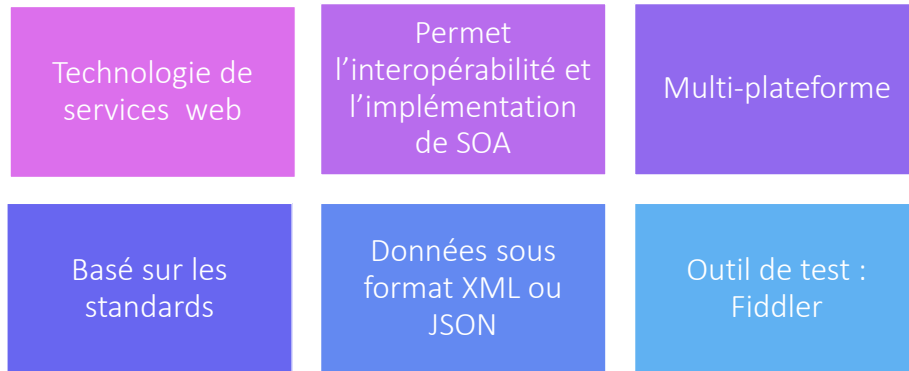 Technologie de
services  web
Permet
l’interopérabilité et
l’implémentation
de SOA
Multi-plateforme
Basé sur les
standards
Données sous
format XML ou
JSON
Outil de test :
Fiddler